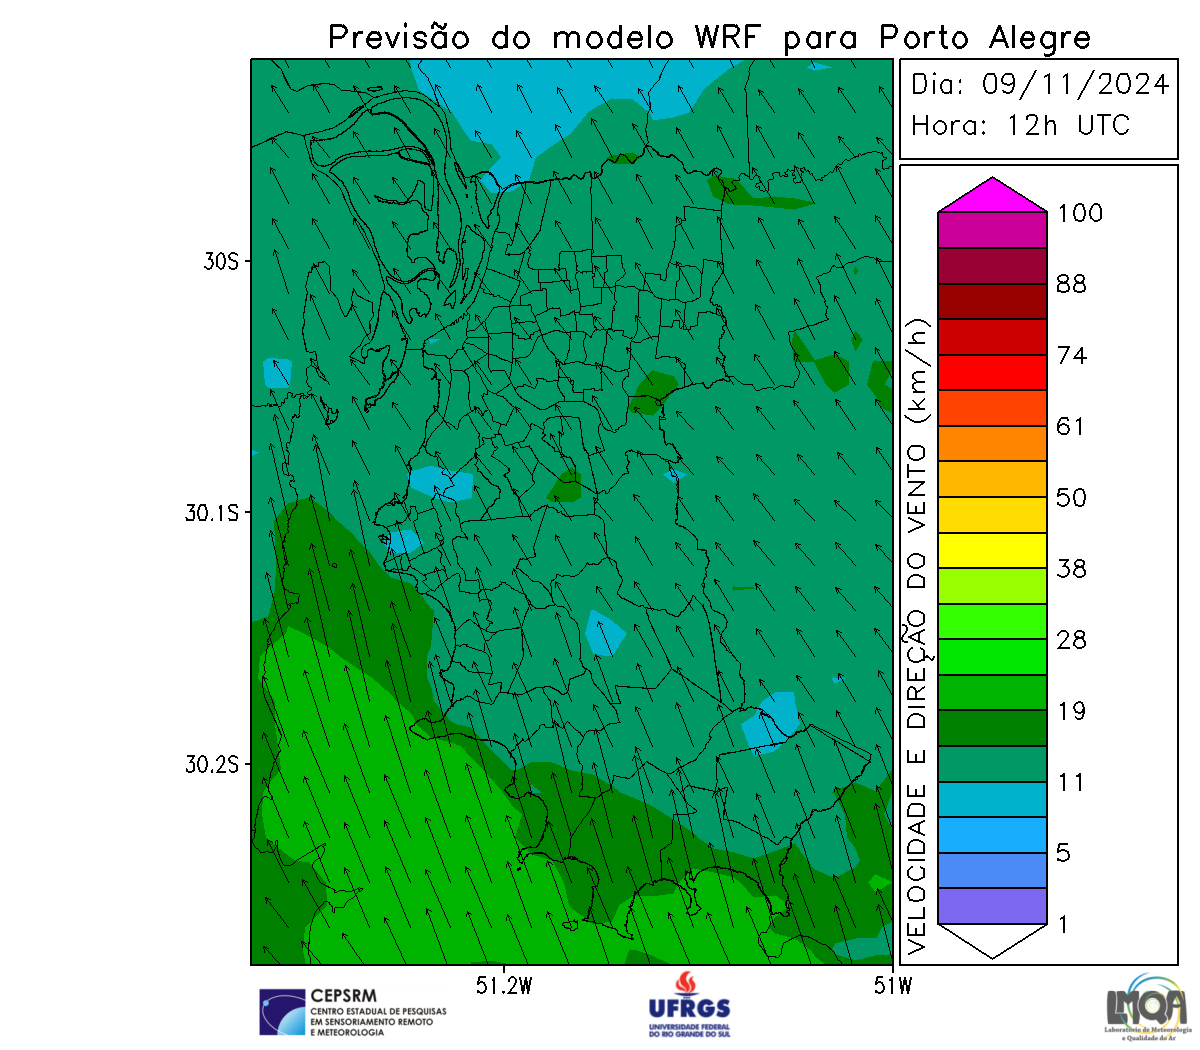 Previsão do modelo WRF para Porto Alegre
Dia: 09/11/2024
Hora: 12h UTC
30S
30.1S
30.2S
51.2W
51W
VELOCIDADE E DIREÇÃO DO VENTO (km/h)
100
88
74
61
50
38
28
19
11
5
1
CEPSRM
CENTRO ESTADUAL DE PESQUISAS
EM SENSORIAMENTO REMOTO
E METEOROLOGIA
UFRGS
UNIVERSIDADE FEDERAL
DO RIO GRANDE DO SUL
LMQA
Laboratório de Meteorologia
e Qualidade do Ar